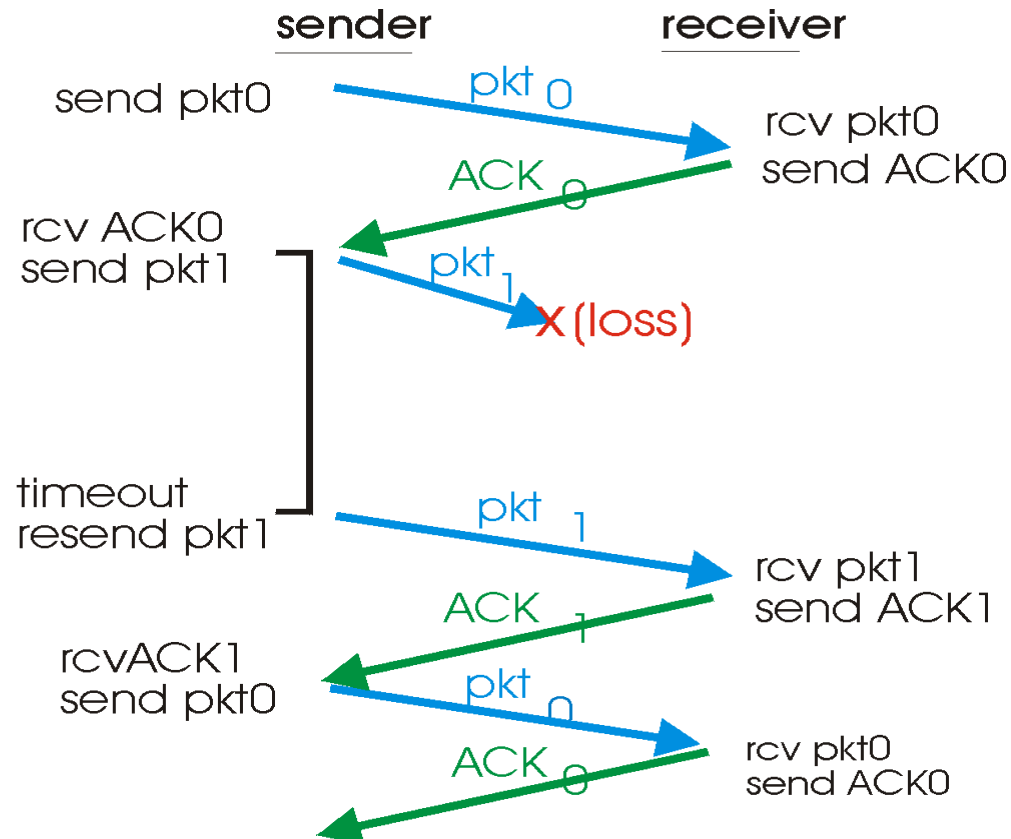 sender
receiver
send pkt0
pkt 0
rcv pkt0
send ACK0
ACK 0
rcv ACK0
send pkt1
pkt 1
X (loss)
timeout
resend pkt1
pkt 1
rcv pkt1
send ACK1
ACK 1
rcvACK1
send pkt0
pkt 0
rcv pkt0
send ACK0
ACK 0